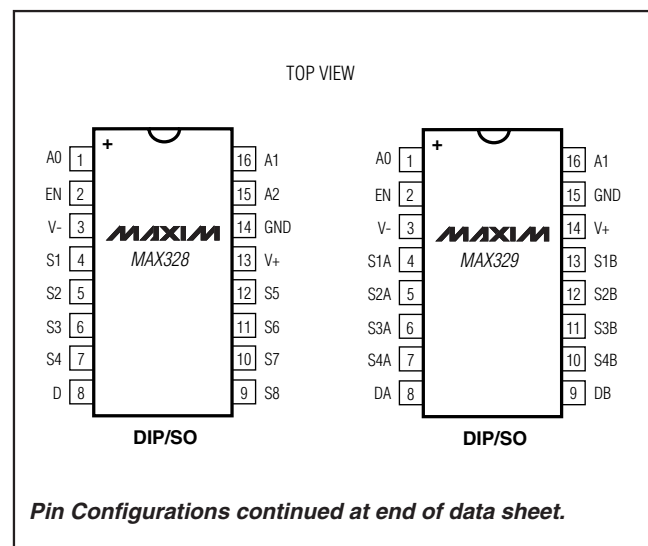 TOP VIEW
+
A0 1 16 A1
EN 2 15 A2
V- 3 14 GND
S1 4 13 V+
S2 5 12 S5
S3 6 11 S6
S4 7 10 S7
D 8 9 S8
MAXIM
MAX328
DIP/SO
+
A0 1 16 A1
EN 2 15 GND
V- 3 14 V+
S1A 4 13 S1B
S2A 5 12 S2B
S3A 6 11 S3B
S4A 7 10 S4B
DA 8 9 DB
MAXIM
MAX329
DIP/SO
Pin Configurations continued at end of data sheet.